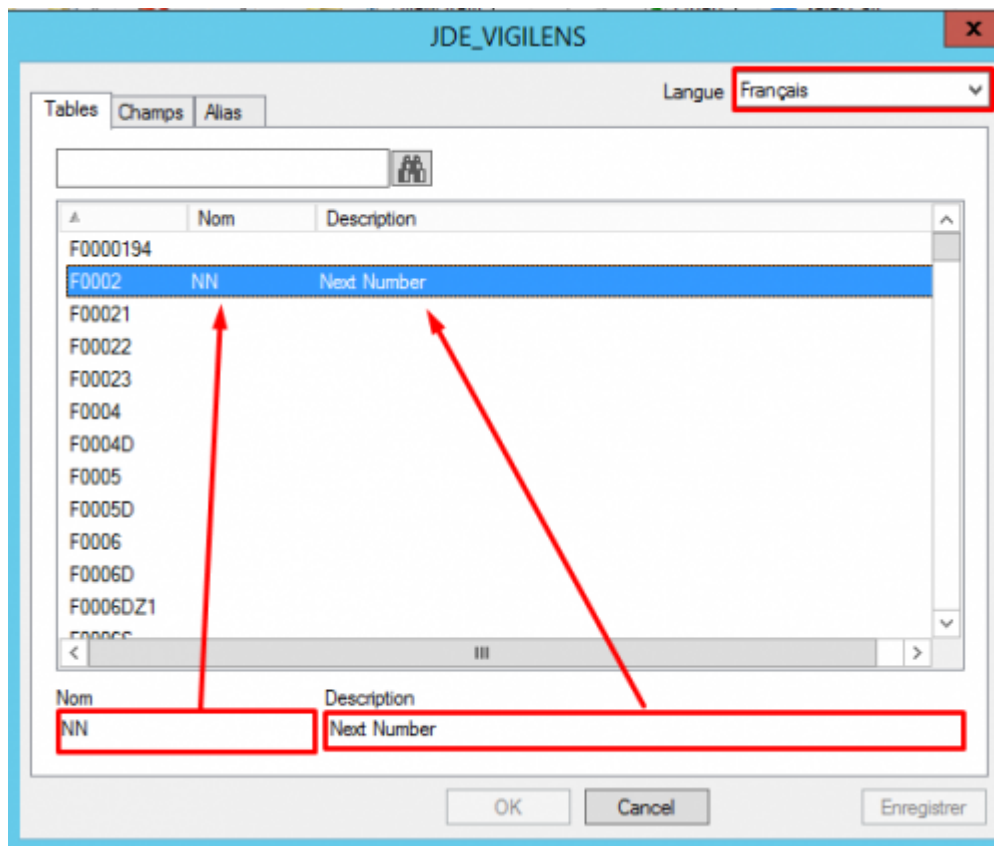 JDE_VIGILENS
x
Langue Français
Tables Champs Alias
Nom Description
F0000194
F0002 NN Next Number
F00021
F00022
F00023
F0004
F0004D
F0005
F0005D
F0006
F0006D
F0006DZ1
Nom Description
NN Next Number
OK Cancel Enregistrer